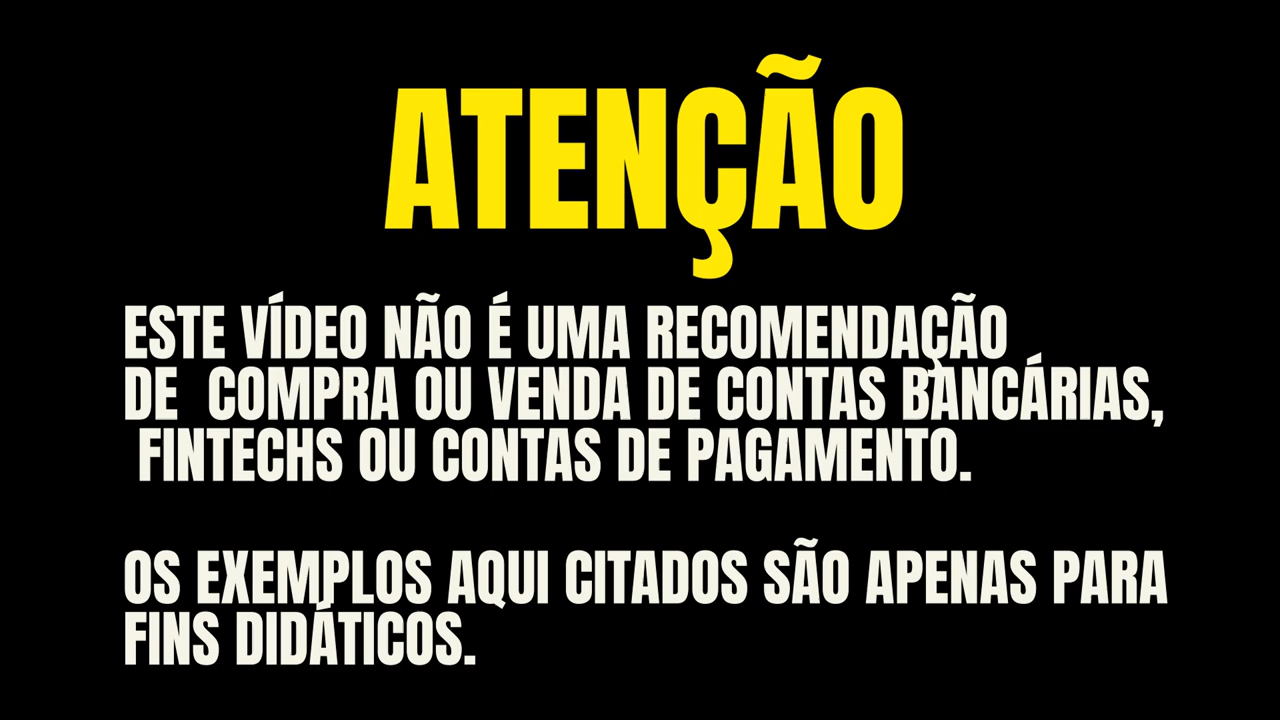 ATENÇÃO
ESTE VÍDEO NÃO É UMA RECOMENDAÇÃO
DE COMPRA OU VENDA DE CONTAS BANCÁRIAS,
FINTECHS OU CONTAS DE PAGAMENTO.
OS EXEMPLOS AQUI CITADOS SÃO APENAS PARA
FINS DIDÁTICOS.